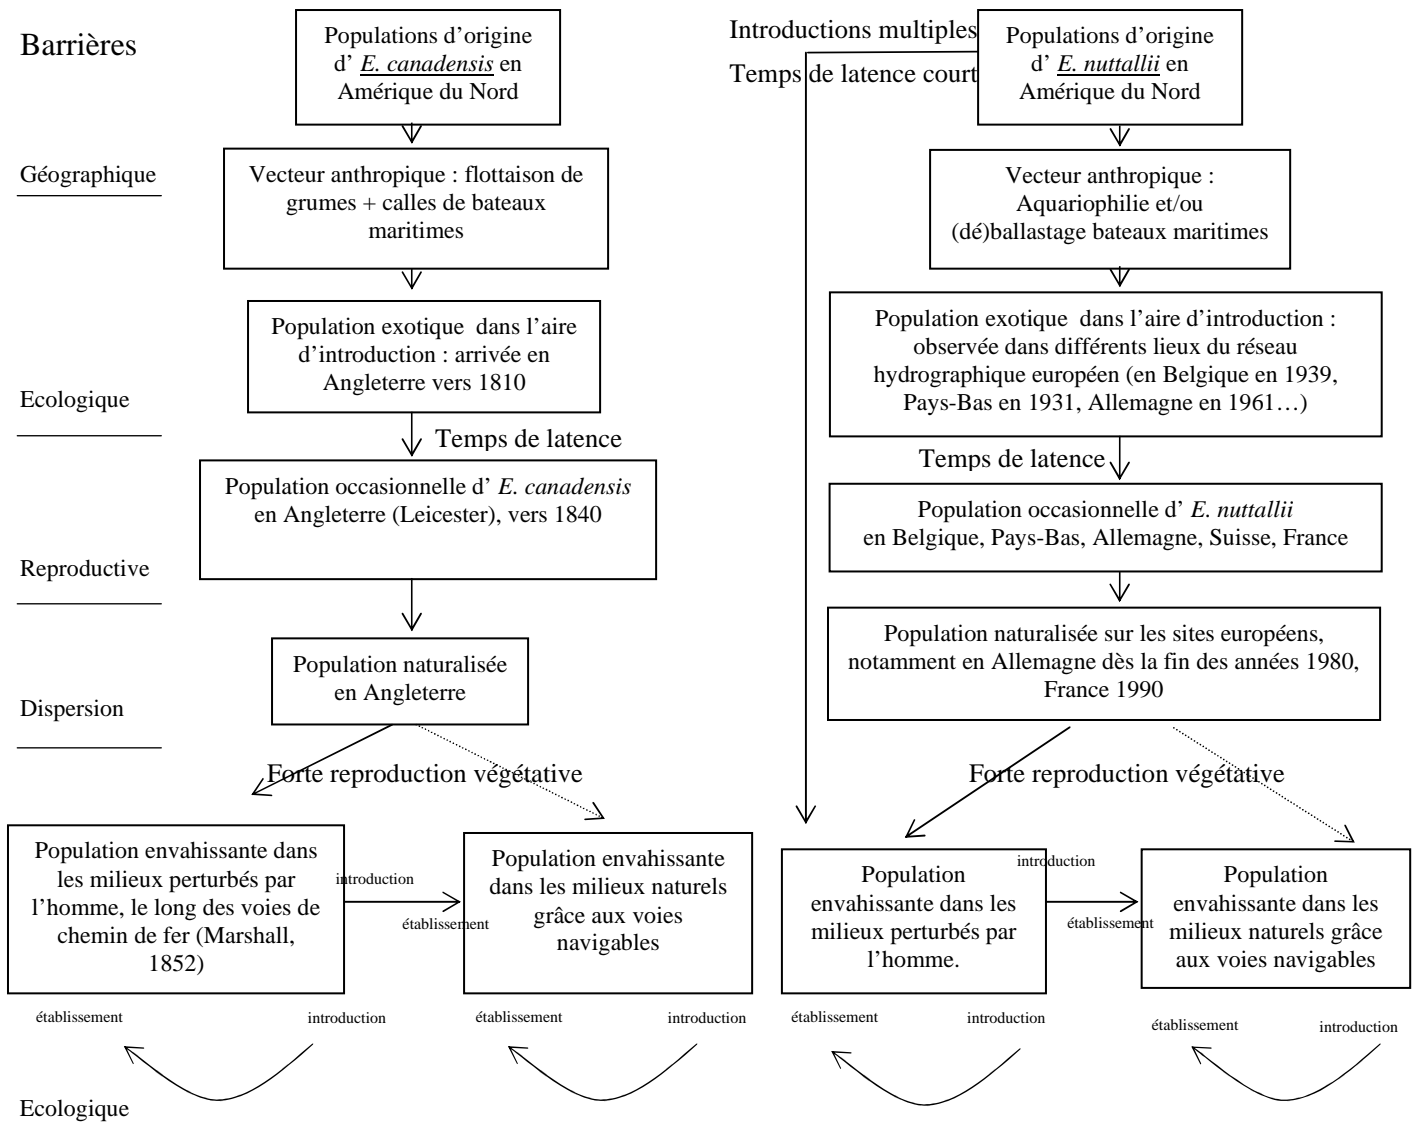 Barrières
Populations d’origine
d’ E. canadensis en
Amérique du Nord
Introductions multiples
Temps de latence court
Populations d’origine
d’ E. nuttallii en
Amérique du Nord
Géographique
Vecteur anthropique : flottaison de
grumes + calles de bateaux
maritimes
Vecteur anthropique :
Aquariophilie et/ou
(dé)ballastage bateaux maritimes
Population exotique dans l’aire
d’introduction : arrivée en
Angleterre vers 1810
Population exotique dans l’aire d’introduction :
observée dans différents lieux du réseau
hydrographique européen (en Belgique en 1939,
Pays-Bas en 1931, Allemagne en 1961…)
Ecologique
Temps de latence
Temps de latence
Population occasionnelle d’ E. canadensis
en Angleterre (Leicester), vers 1840
Population occasionnelle d’ E. nuttallii
en Belgique, Pays-Bas, Allemagne, Suisse, France
Reproductive
Population naturalisée
en Angleterre
Population naturalisée sur les sites européens,
notamment en Allemagne dès la fin des années 1980,
France 1990
Dispersion
Forte reproduction végétative
Forte reproduction végétative
Population envahissante dans
les milieux perturbés par
l’homme, le long des voies de
chemin de fer (Marshall,
1852)
introduction
établissement
Population envahissante
dans les milieux naturels
grâce aux voies
navigables
Population
envahissante dans les
milieux perturbés par
l’homme.
introduction
établissement
Population
envahissante dans les
milieux naturels grâce
aux voies navigables
établissement
introduction
établissement
introduction
établissement
introduction
établissement
introduction
Ecologique